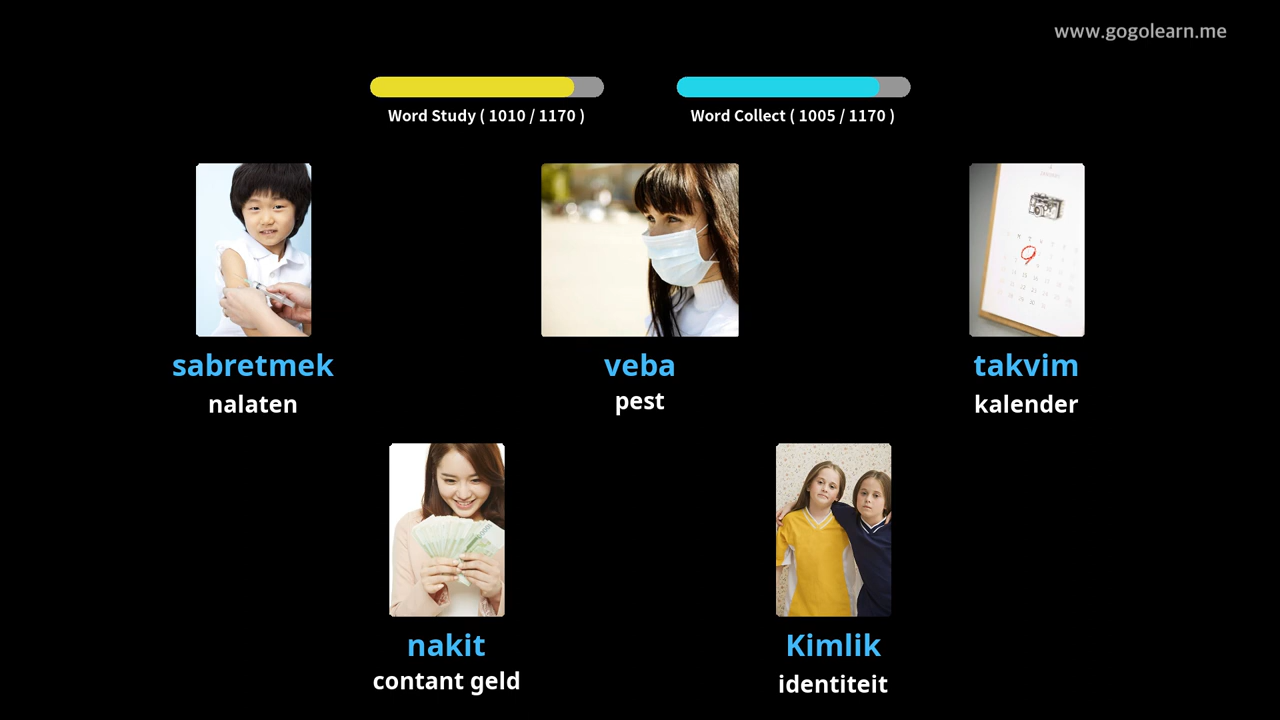 www.gogolearn.me
Word Study ( 1010 / 1170 )
Word Collect ( 1005 / 1170 )
sabretmek
nalaten
veba
pest
takvim
kalender
nakit
contant geld
Kimlik
identiteit